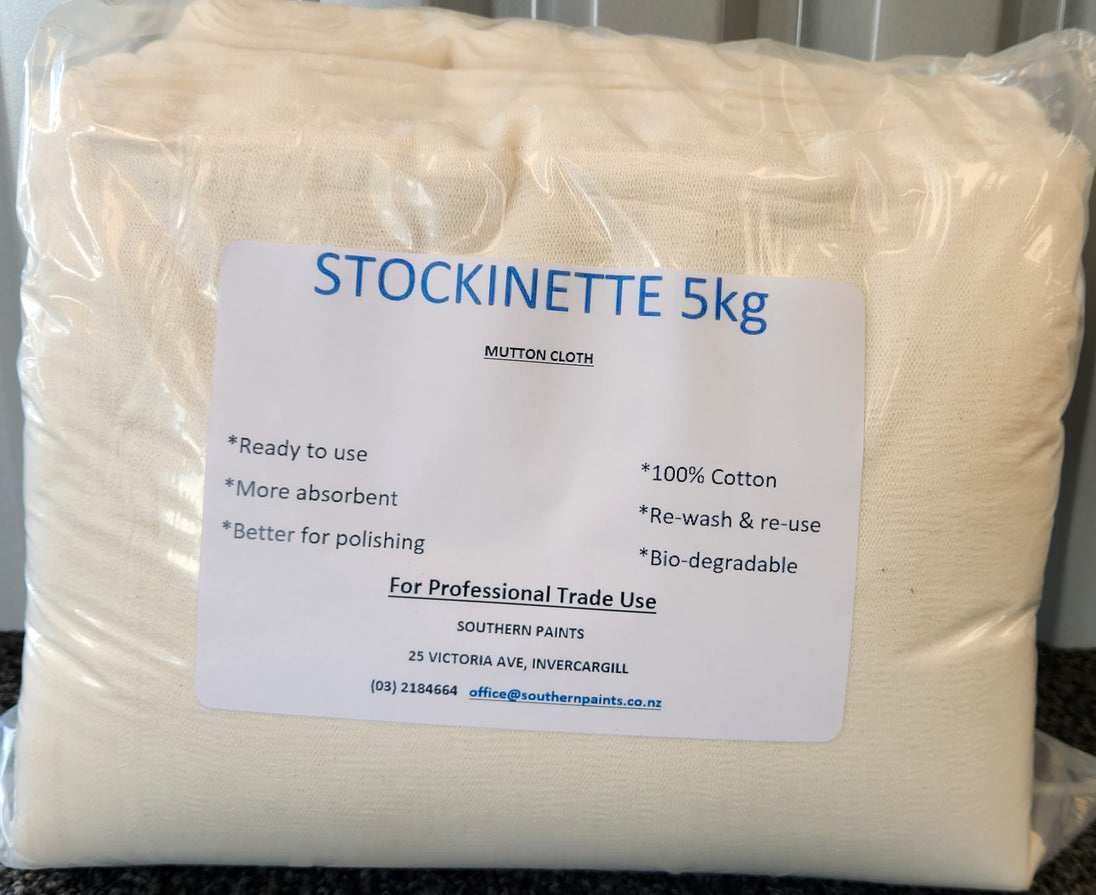 STOCKINETTE 5kg
MUTTON CLOTH
*Ready to use
*More absorbent
*Better for polishing
*100% Cotton
*Re-wash & re-use
*Bio-degradable
For Professional Trade Use
SOUTHERN PAINTS
25 VICTORIA AVE, INVERCARGILL
(03) 2184664 office@southernpaints.co.nz